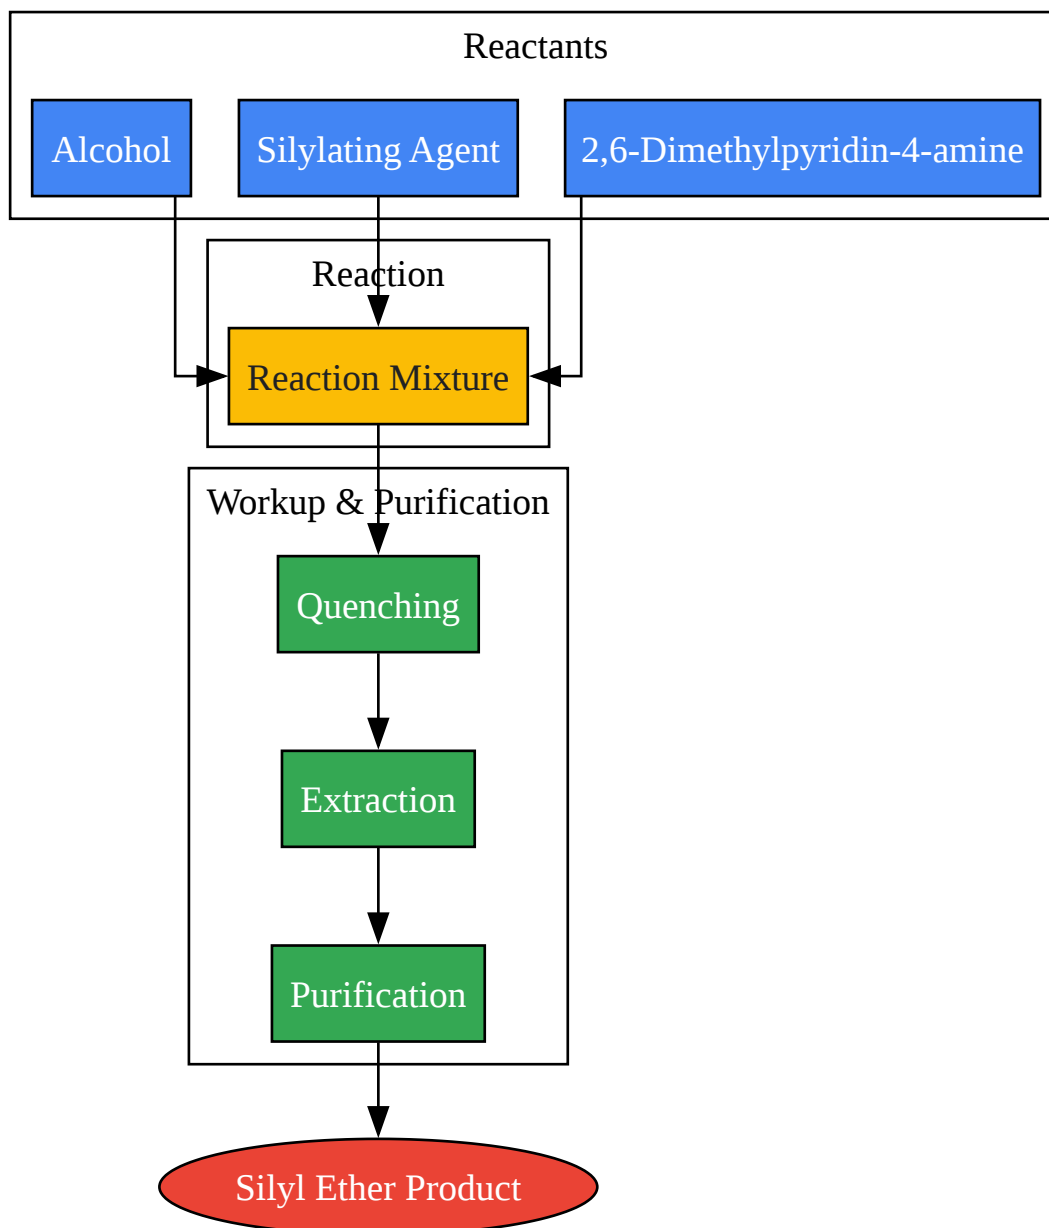 Reactants
Alcohol
Silylating Agent
2,6-Dimethylpyridin-4-amine
Reaction
Reaction Mixture
Workup & Purification
Quenching
Extraction
Purification
Silyl Ether Product